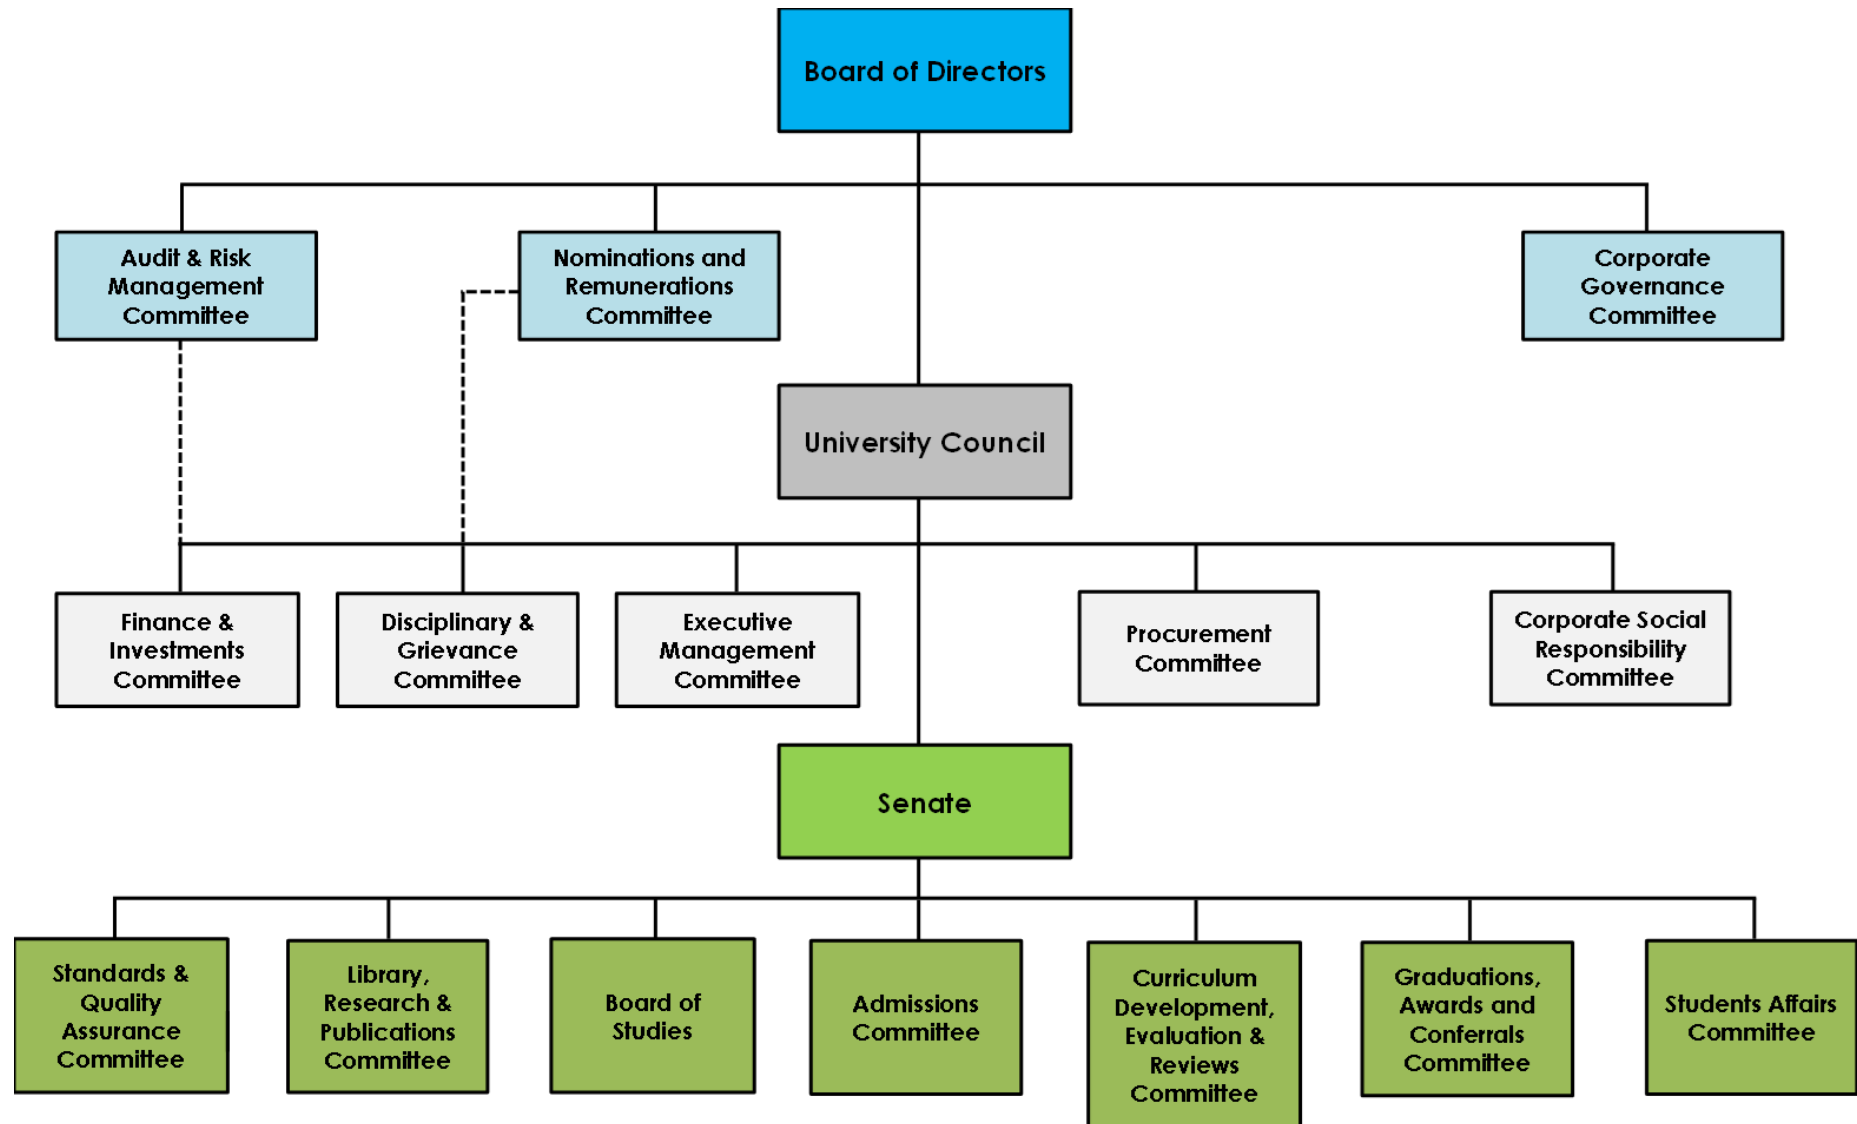 Board of Directors
Audit & Risk
Management
Committee
Nominations and
Remunerations
Committee
Corporate
Governance
Committee
University Council
Finance &
Investments
Committee
Disciplinary &
Grievance
Committee
Executive
Management
Committee
Procurement
Committee
Corporate Social
Responsibility
Committee
Senate
Standards &
Quality
Assurance
Committee
Library,
Research &
Publications
Committee
Board of
Studies
Admissions
Committee
Curriculum
Development,
Evaluation &
Reviews
Committee
Graduations,
Awards and
Conferrals
Committee
Students Affairs
Committee